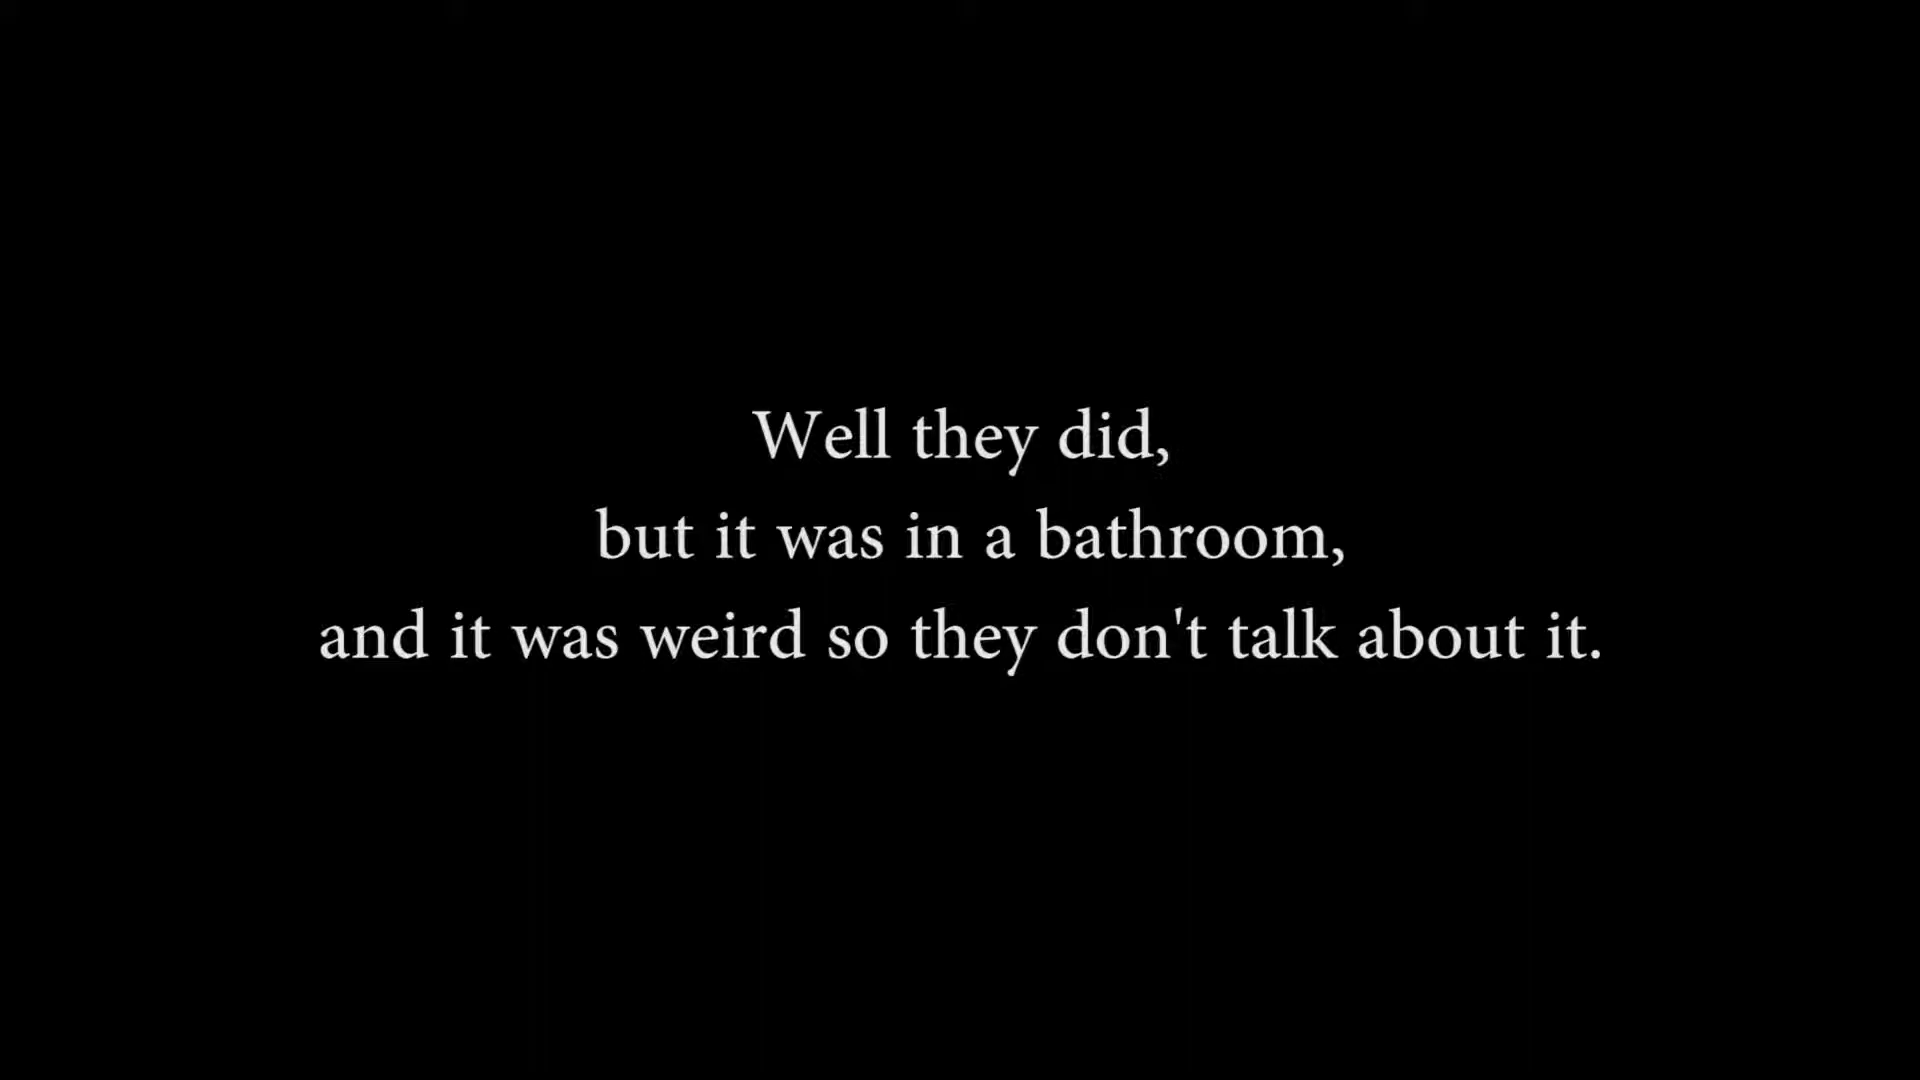 Well they did,
but it was in a bathroom,
and it was weird so they don't talk about it.